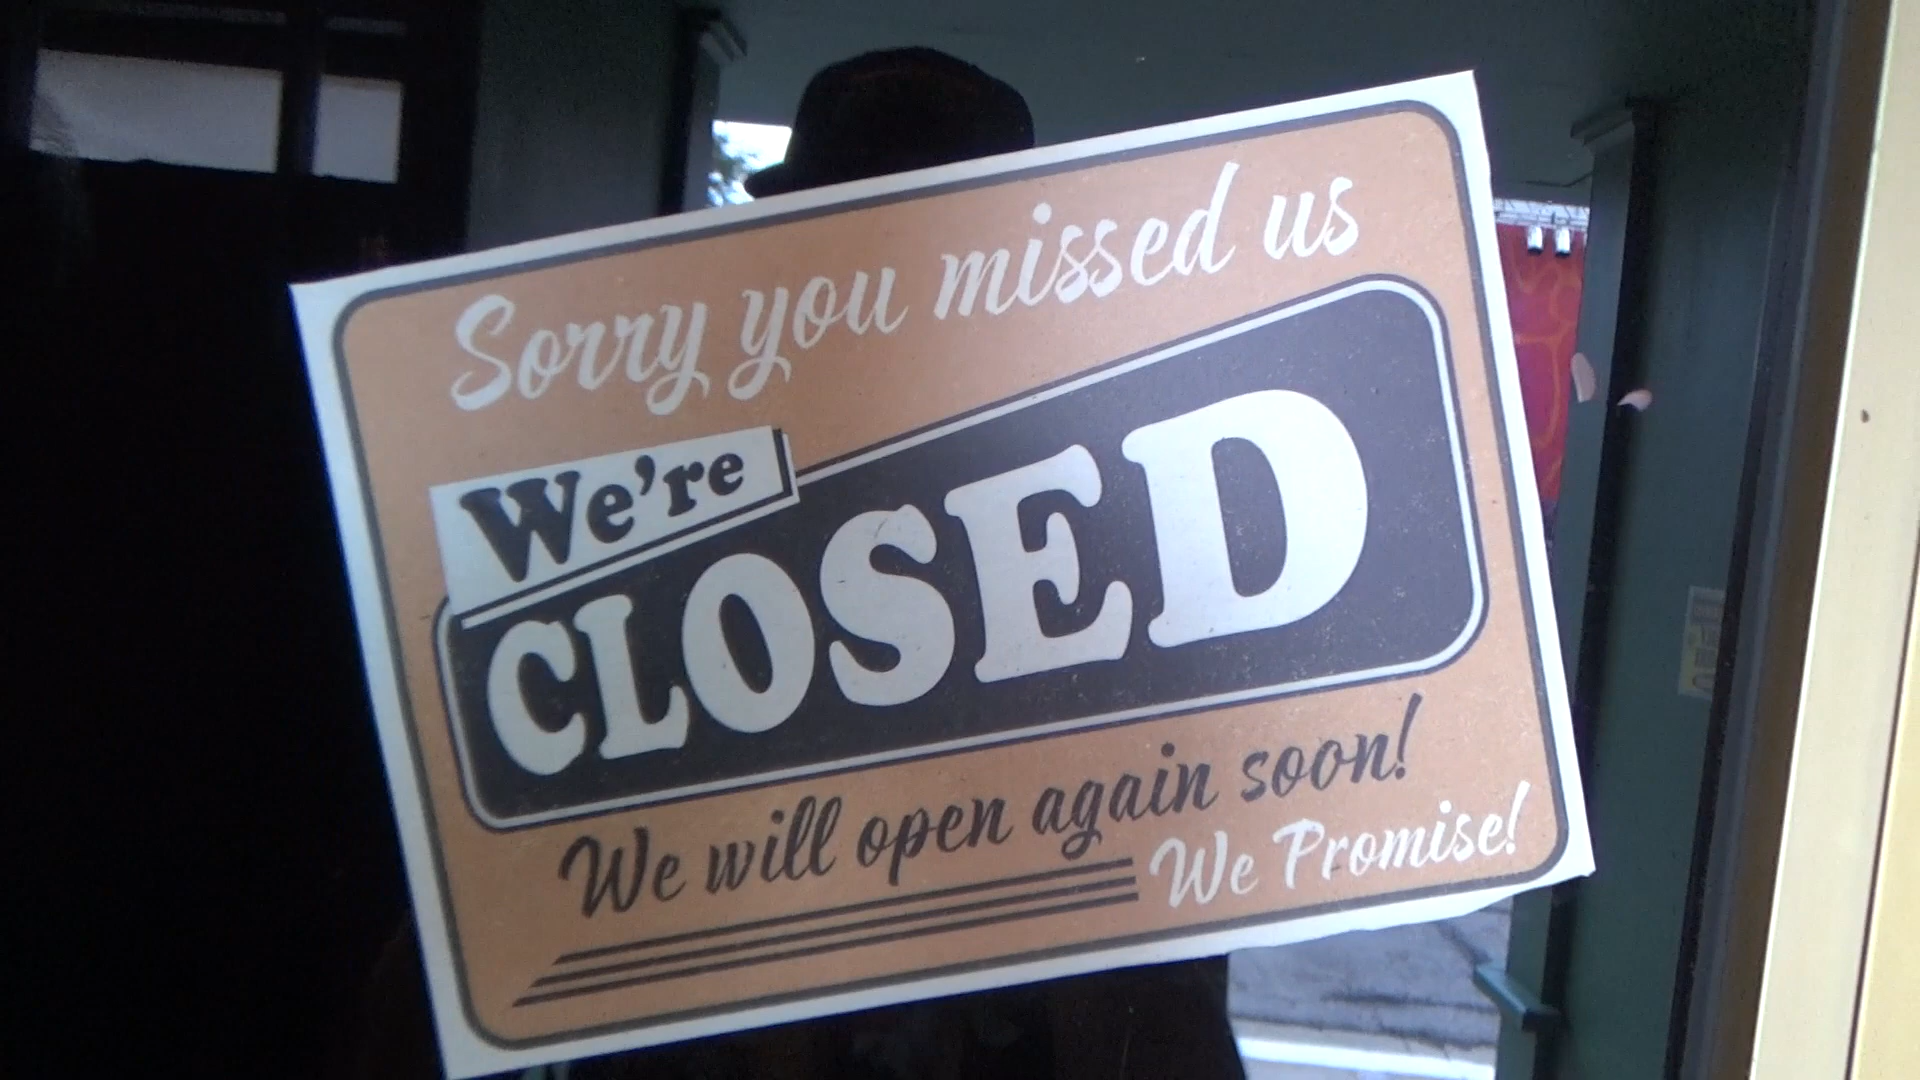 Sorry you missed us
We're
CLOSED
We will open again soon!
We Promise!